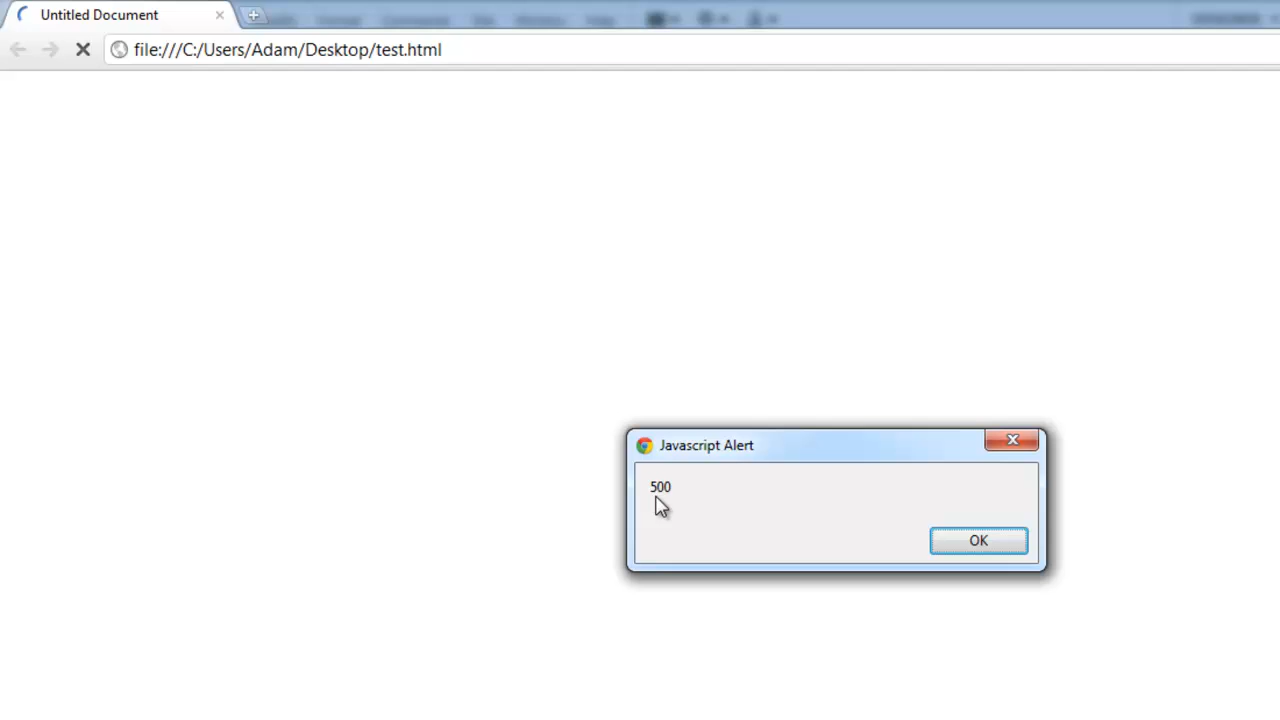 Untitled Document
file:///C:/Users/Adam/Desktop/test.html
Javascript Alert
500
OK